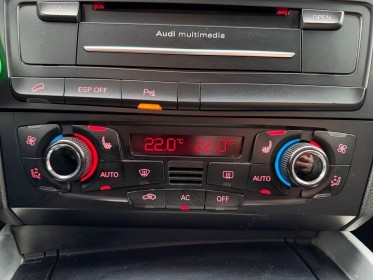 OPEN
Audi multimedia
ESP OFF
P
22.0°C 22.0°C
AUTO
AUTO
AC
OFF